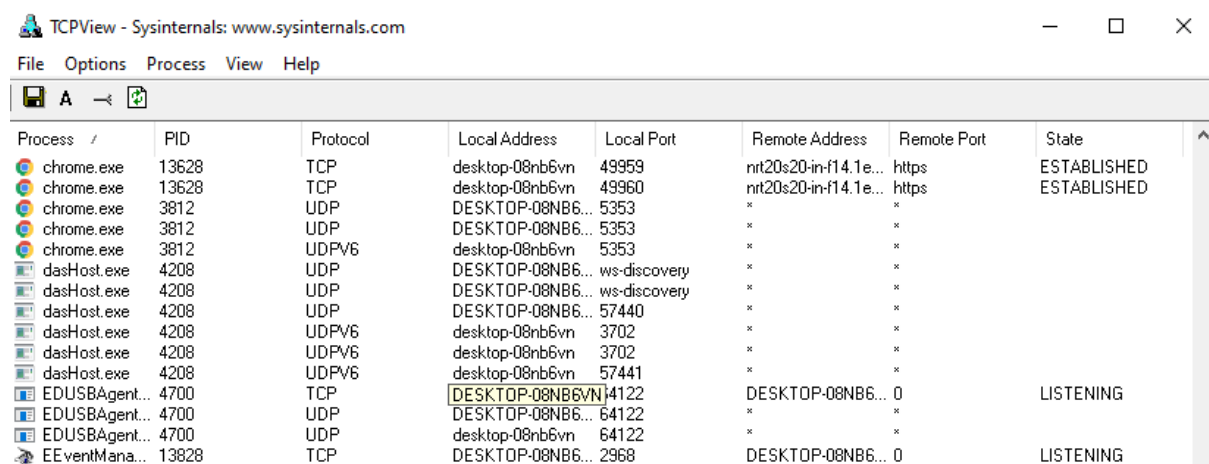 TCPView - Sysinternals: www.sysinternals.com
File Options Process View Help
A
Process / PID Protocol Local Address Local Port Remote Address Remote Port State
chrome.exe 13628 TCP desktop-08nb6vn 49959 nrt20s20-in-f14.1e... https ESTABLISHED
chrome.exe 13628 TCP desktop-08nb6vn 49960 nrt20s20-in-f14.1e... https ESTABLISHED
chrome.exe 3812 UDP DESKTOP-08NB6... 5353 * *
chrome.exe 3812 UDP DESKTOP-08NB6... 5353 * *
chrome.exe 3812 UDPV6 desktop-08nb6vn 5353 * *
dasHost.exe 4208 UDP DESKTOP-08NB6... ws-discovery * *
dasHost.exe 4208 UDP DESKTOP-08NB6... ws-discovery * *
dasHost.exe 4208 UDP DESKTOP-08NB6... 57440 * *
dasHost.exe 4208 UDPV6 desktop-08nb6vn 3702 * *
dasHost.exe 4208 UDPV6 desktop-08nb6vn 3702 * *
dasHost.exe 4208 UDPV6 desktop-08nb6vn 57441 * *
EDUSBAgent... 4700 TCP DESKTOP-08NB6VN 64122 DESKTOP-08NB6... 0 LISTENING
EDUSBAgent... 4700 UDP DESKTOP-08NB6... 64122 * *
EDUSBAgent... 4700 UDP desktop-08nb6vn 64122 * *
EEventMana... 13828 TCP DESKTOP-08NB6... 2968 DESKTOP-08NB6... 0 LISTENING